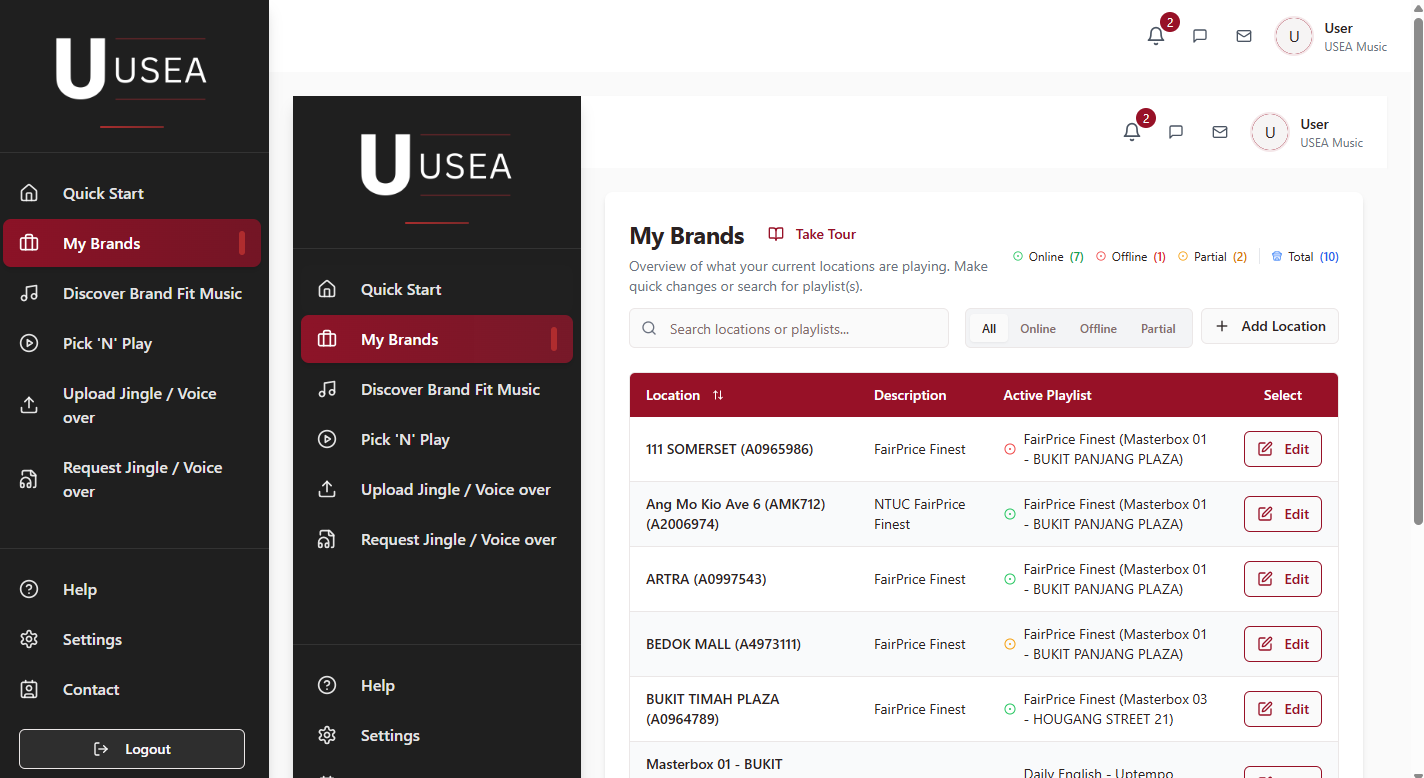 U USEA
Quick Start
My Brands
Discover Brand Fit Music
Pick 'N' Play
Upload Jingle / Voice
over
Request Jingle / Voice
over
Help
Settings
Contact
Logout
2
U
User
USEA Music
U USEA
Quick Start
My Brands
Discover Brand Fit Music
Pick 'N' Play
Upload Jingle / Voice over
Request Jingle / Voice over
Help
Settings
2
U
User
USEA Music
My Brands
Take Tour
Overview of what your current locations are playing. Make
quick changes or search for playlist(s).
Online (7) Offline (1) Partial (2) Total (10)
Search locations or playlists...
All Online Offline Partial
Add Location
Location Description Active Playlist Select
111 SOMERSET (A0965986) FairPrice Finest FairPrice Finest (Masterbox 01
- BUKIT PANJANG PLAZA) Edit
Ang Mo Kio Ave 6 (AMK712) NTUC FairPrice FairPrice Finest (Masterbox 01
(A2006974) Finest - BUKIT PANJANG PLAZA) Edit
ARTRA (A0997543) FairPrice Finest FairPrice Finest (Masterbox 01
- BUKIT PANJANG PLAZA) Edit
BEDOK MALL (A4973111) FairPrice Finest FairPrice Finest (Masterbox 01
- BUKIT PANJANG PLAZA) Edit
BUKIT TIMAH PLAZA FairPrice Finest FairPrice Finest (Masterbox 03
(A0964789) - HOUGANG STREET 21) Edit
Masterbox 01 - BUKIT
Daily English - Uptempo